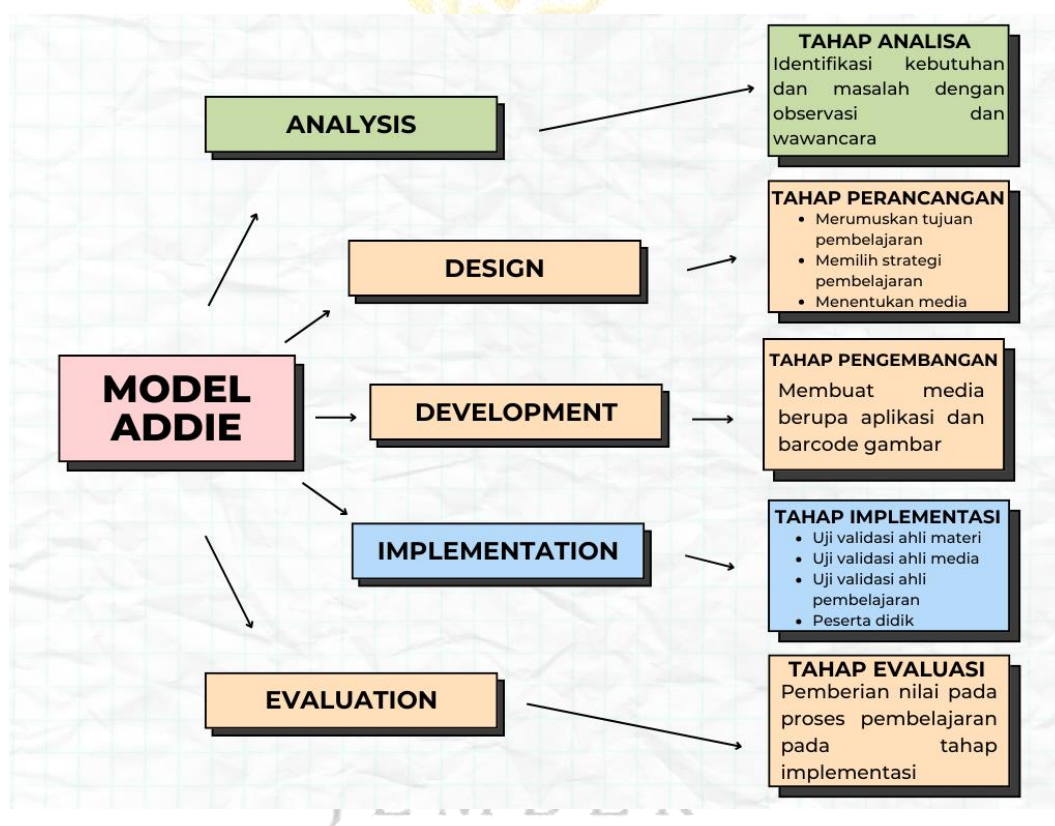 MODEL
ADDIE
ANALYSIS
TAHAP ANALISA
Identifikasi kebutuhan
dan masalah dengan
observasi dan
wawancara
DESIGN
TAHAP PERANCANGAN
• Merumuskan tujuan
pembelajaran
• Memilih strategi
pembelajaran
• Menentukan media
DEVELOPMENT
TAHAP PENGEMBANGAN
Membuat media
berupa aplikasi dan
barcode gambar
IMPLEMENTATION
TAHAP IMPLEMENTASI
• Uji validasi ahli materi
• Uji validasi ahli media
• Uji validasi ahli
pembelajaran
• Peserta didik
EVALUATION
TAHAP EVALUASI
Pemberian nilai pada
proses pembelajaran
pada tahap
implementasi